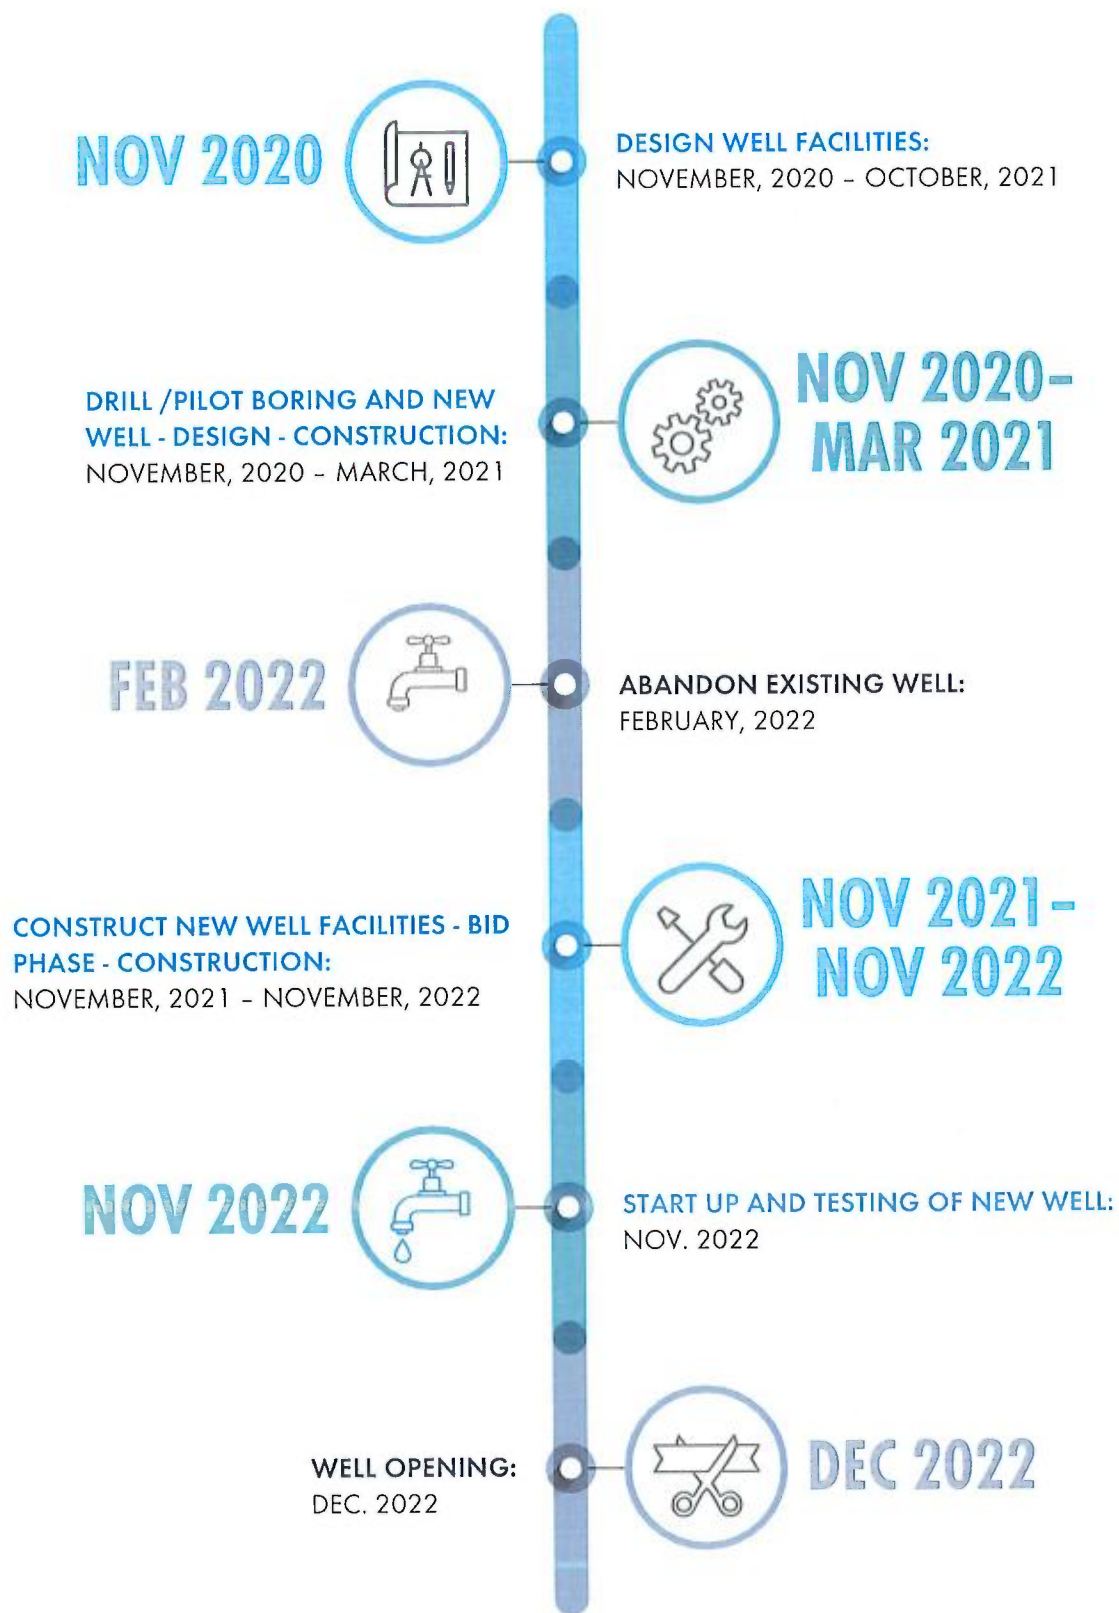 NOV 2020
DESIGN WELL FACILITIES:
NOVEMBER, 2020 – OCTOBER, 2021
DRILL /PILOT BORING AND NEW
WELL - DESIGN - CONSTRUCTION:
NOVEMBER, 2020 – MARCH, 2021
NOV 2020–
MAR 2021
FEB 2022
ABANDON EXISTING WELL:
FEBRUARY, 2022
CONSTRUCT NEW WELL FACILITIES - BID
PHASE - CONSTRUCTION:
NOVEMBER, 2021 – NOVEMBER, 2022
NOV 2021–
NOV 2022
NOV 2022
START UP AND TESTING OF NEW WELL:
NOV. 2022
WELL OPENING:
DEC. 2022
DEC 2022